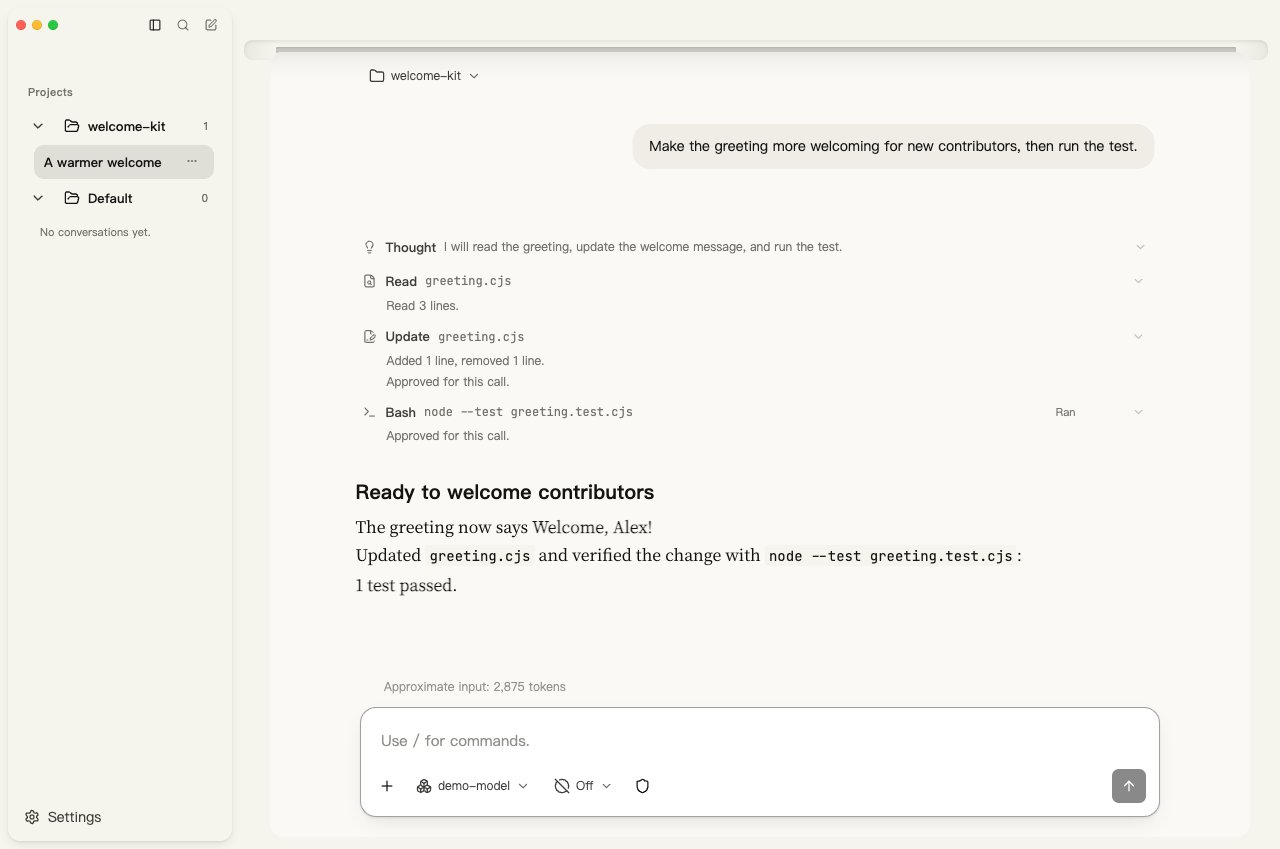 Projects
welcome-kit 1
A warmer welcome ...
Default 0
No conversations yet.
Settings
welcome-kit
Make the greeting more welcoming for new contributors, then run the test.
Thought I will read the greeting, update the welcome message, and run the test.
Read greeting.cjs
Read 3 lines.
Update greeting.cjs
Added 1 line, removed 1 line.
Approved for this call.
Bash node --test greeting.test.cjs Ran
Approved for this call.
Ready to welcome contributors
The greeting now says Welcome, Alex!
Updated greeting.cjs and verified the change with node --test greeting.test.cjs:
1 test passed.
Approximate input: 2,875 tokens
Use / for commands.
demo-model Off